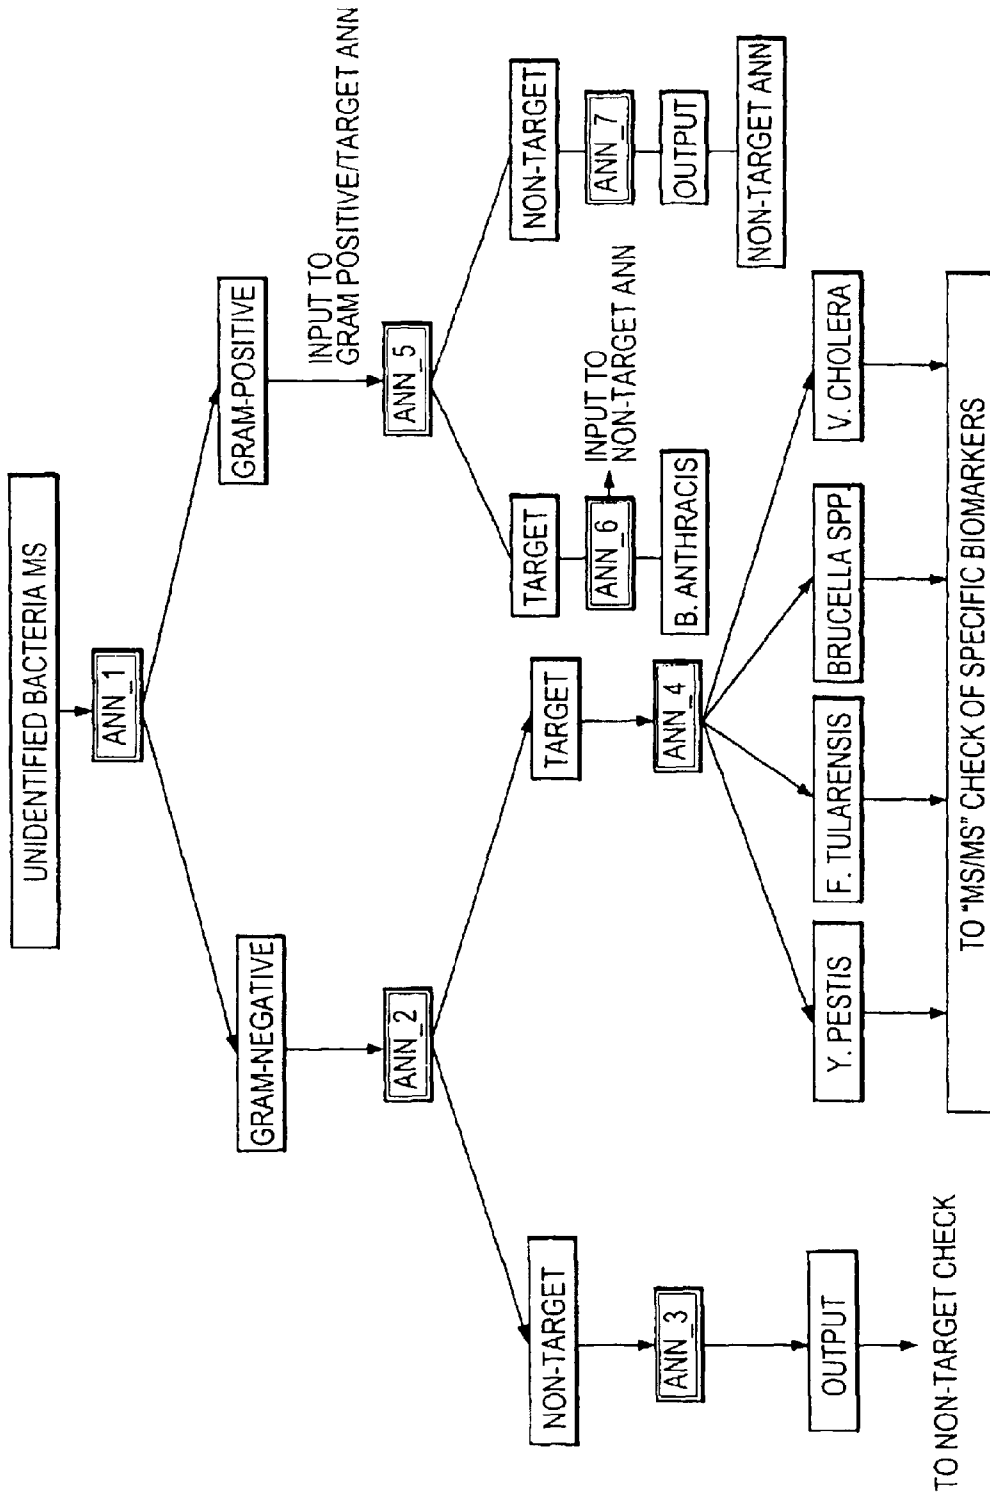 UNIDENTIFIED BACTERIA MS
ANN_1
GRAM-NEGATIVE
GRAM-POSITIVE
INPUT TO
GRAM POSITIVE/TARGET ANN
ANN_2
ANN_5
NON-TARGET
TARGET
TARGET
NON-TARGET
ANN_3
ANN_4
ANN_6
INPUT TO
NON-TARGET ANN
ANN_7
B. ANTHRACIS
OUTPUT
NON-TARGET ANN
OUTPUT
Y. PESTIS
F. TULARENSIS
BRUCELLA SPP.
V. CHOLERA
TO NON-TARGET CHECK
TO "MS/MS" CHECK OF SPECIFIC BIOMARKERS